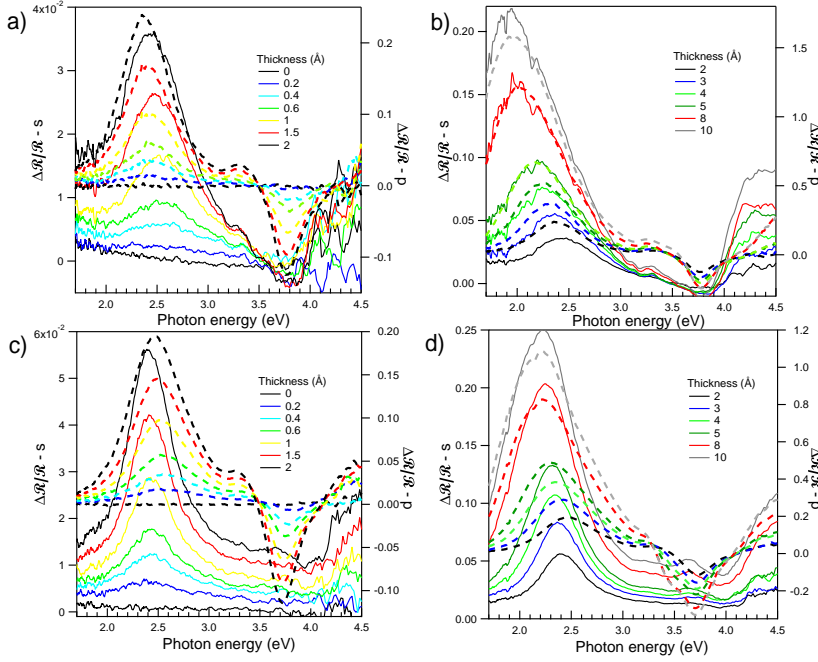 a)
4x10⁻²
3
2
1
0
ΔR/R - s
0.2
0.1
0.0
-0.1
ΔR/R - p
Thickness (Å)
0
0.2
0.4
0.6
1
1.5
2
2.0 2.5 3.0 3.5 4.0 4.5
Photon energy (eV)
b)
0.20
0.15
0.10
0.05
0.00
ΔR/R - s
1.5
1.0
0.5
0.0
ΔR/R - p
Thickness (Å)
2
3
4
5
8
10
2.0 2.5 3.0 3.5 4.0 4.5
Photon energy (eV)
c)
6x10⁻²
5
4
3
2
1
0
ΔR/R - s
0.20
0.15
0.10
0.05
0.00
-0.05
-0.10
ΔR/R - p
Thickness (Å)
0
0.2
0.4
0.6
1
1.5
2
2.0 2.5 3.0 3.5 4.0 4.5
Photon energy (eV)
d)
0.25
0.20
0.15
0.10
0.05
0.00
ΔR/R - s
1.2
1.0
0.8
0.6
0.4
0.2
0.0
-0.2
ΔR/R - p
Thickness (Å)
2
3
4
5
8
10
2.0 2.5 3.0 3.5 4.0 4.5
Photon energy (eV)